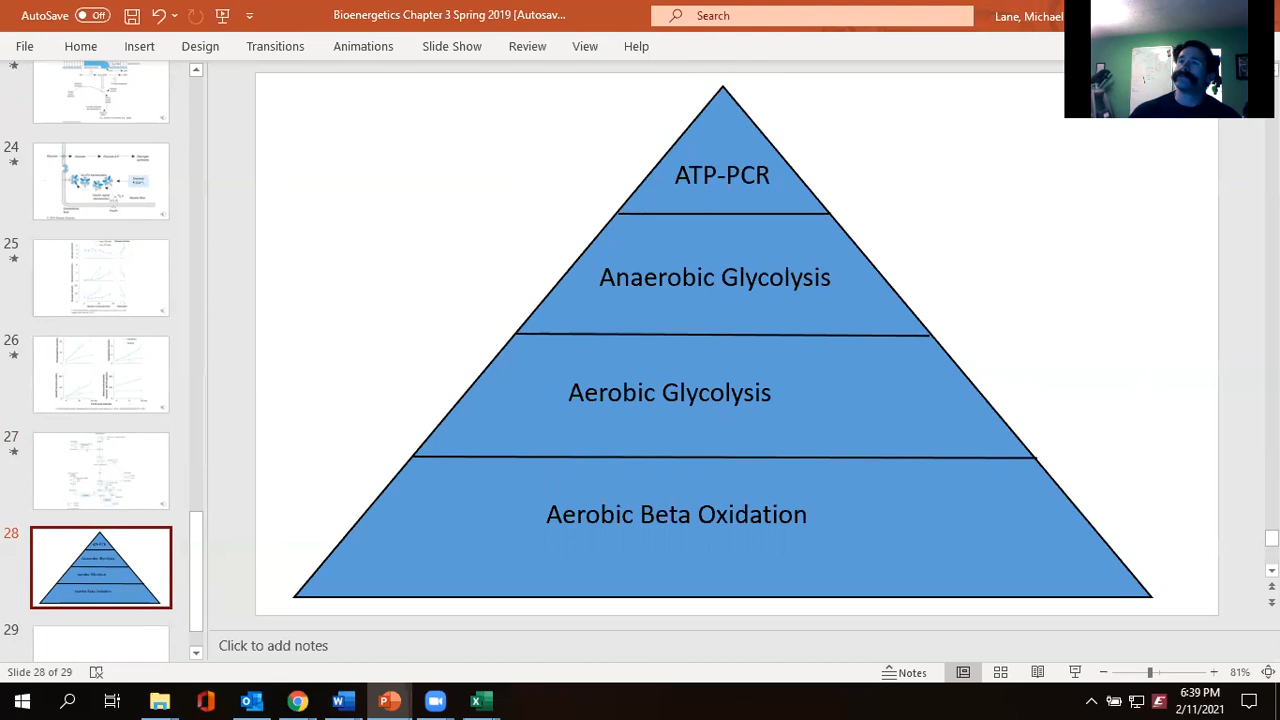 AutoSave Off
Bioenergetics Chapter 3 Spring 2019 [Autosav...
Search
Lane, Michael
File Home Insert Design Transitions Animations Slide Show Review View Help
24
25
26
27
28
29
ATP-PCR
Anaerobic Glycolysis
Aerobic Glycolysis
Aerobic Beta Oxidation
Click to add notes
Slide 28 of 29
Notes
81%
6:39 PM
2/11/2021